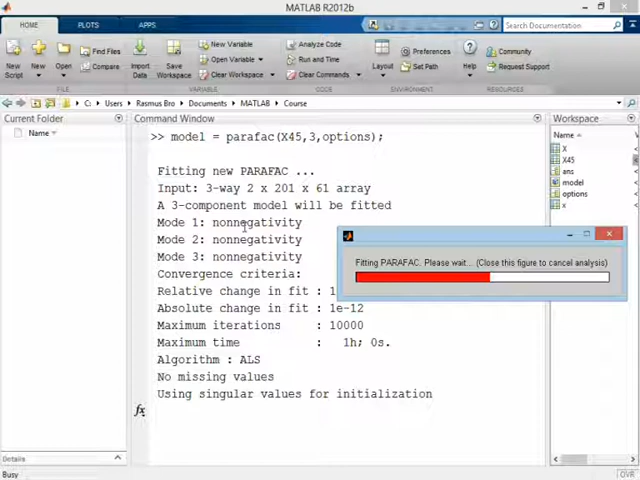 MATLAB R2012b
HOME PLOTS APPS
Search Documentation
New Script
New
Open
Find Files
Compare
Import Data
Save Workspace
New Variable
Open Variable
Clear Workspace
Analyze Code
Run and Time
Clear Commands
Layout
Preferences
Set Path
Help
Community
Request Support
FILE VARIABLE CODE ENVIRONMENT RESOURCES
C: Users Rasmus Bro Documents MATLAB Course
Current Folder
Name
Command Window
>> model = parafac(X45,3,options);
Fitting new PARAFAC ...
Input: 3-way 2 x 201 x 61 array
A 3-component model will be fitted
Mode 1: nonnegativity
Mode 2: nonnegativity
Mode 3: nonnegativity
Convergence criteria:
Relative change in fit : 1
Absolute change in fit : 1e-12
Maximum iterations : 10000
Maximum time : 1h; 0s.
Algorithm : ALS
No missing values
Using singular values for initialization
fx
Fitting PARAFAC. Please wait... (Close this figure to cancel analysis)
Workspace
Name
X
X45
ans
model
options
x
Details
Busy
OVR